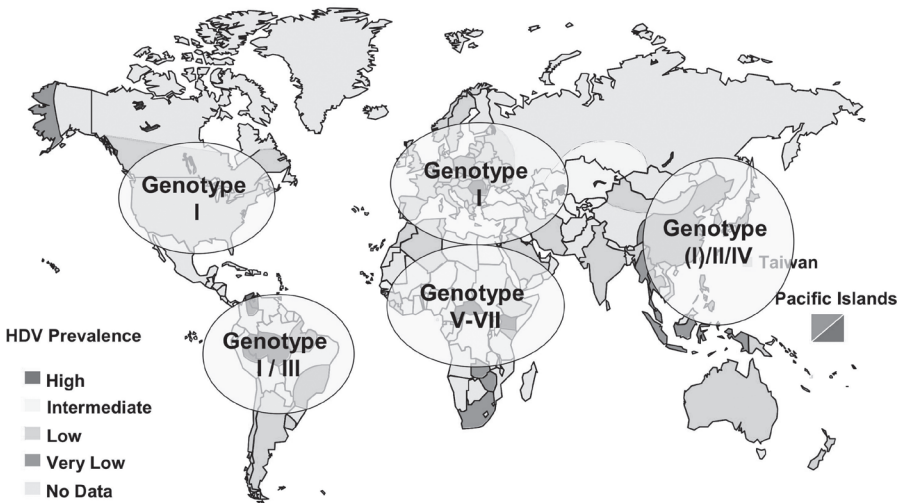 Genotype
I
Genotype
I
Genotype
(I)/II/IV
Taiwan
Genotype
V-VII
Pacific Islands
Genotype
I / III
HDV Prevalence
High
Intermediate
Low
Very Low
No Data